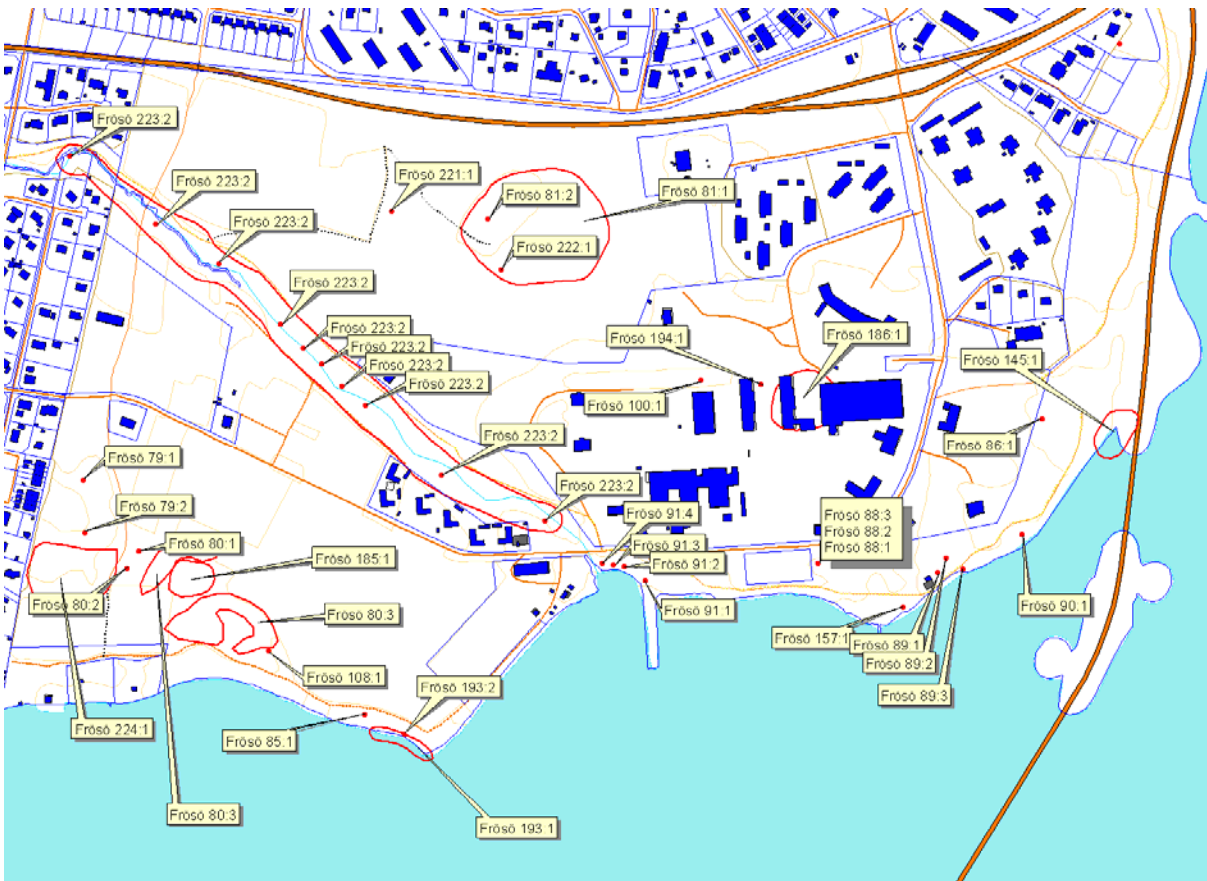 Frösö 223:2
Frösö 223:2
Frösö 221:1
Frösö 81:2
Frösö 81:1
Frösö 223:2
Frösö 222:1
Frösö 223:2
Frösö 223:2
Frösö 223:2
Frösö 223:2
Frösö 223:2
Frösö 194:1
Frösö 186:1
Frösö 145:1
Frösö 100:1
Frösö 86:1
Frösö 223:2
Frösö 79:1
Frösö 223:2
Frösö 79:2
Frösö 91:4
Frösö 88:3
Frösö 88:2
Frösö 88:1
Frösö 80:1
Frösö 91:3
Frösö 185:1
Frösö 91:2
Frösö 80:2
Frösö 90:1
Frösö 80:3
Frösö 91:1
Frösö 157:1
Frösö 89:1
Frösö 89:2
Frösö 108:1
Frösö 193:2
Frösö 89:3
Frösö 224:1
Frösö 85:1
Frösö 80:3
Frösö 193:1